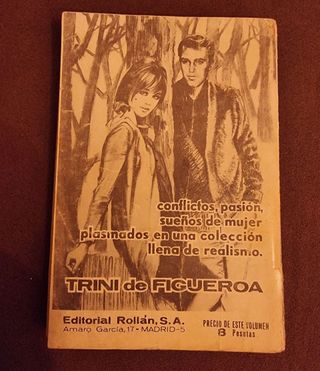 conflictos, pasión,
sueños de mujer
plasmados en una colección
llena de realismo.
TRINI de FIGUEROA
Editorial Rollán, S.A.
Amaro García, 17 - MADRID-5
PRECIO DE ESTE VOLUMEN
13 Pesetas